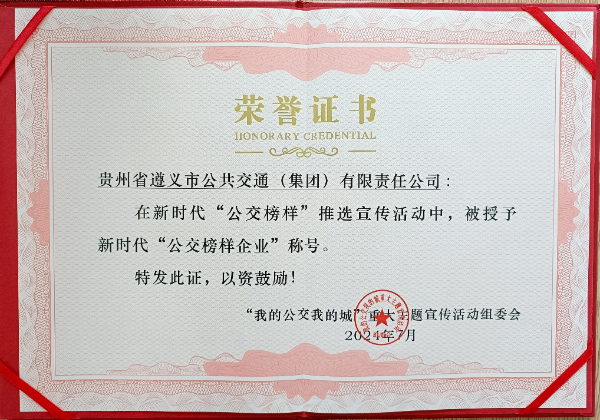 荣誉证书
HONORARY CREDENTIAL
贵州省遵义市公共交通（集团）有限责任公司：
在新时代“公交榜样”推选宣传活动中，被授予
新时代“公交榜样企业”称号。
特发此证，以资鼓励！
“我的公交我的城”重大主题宣传活动组委会
2024年7月